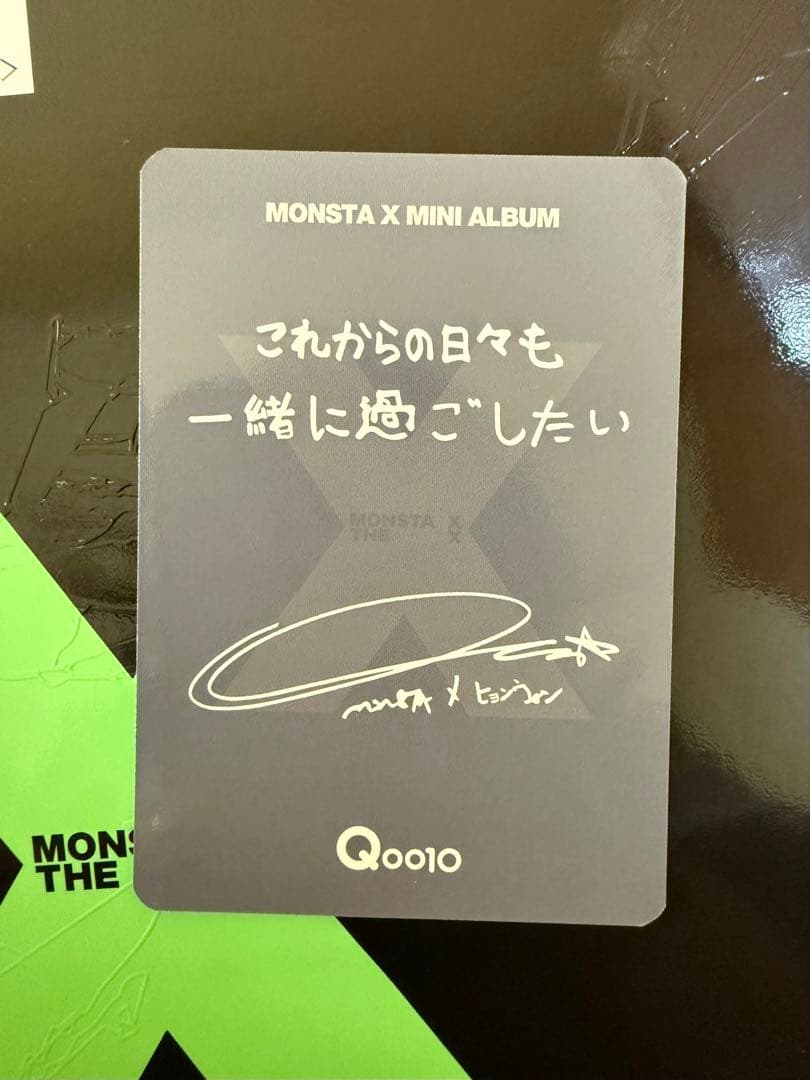 MONSTA X MINI ALBUM
これからの日々も
一緒に過ごしたい
MONSTA X
THE X
MONSTA X ヒョンウォン
Qoo10
MONS
THE